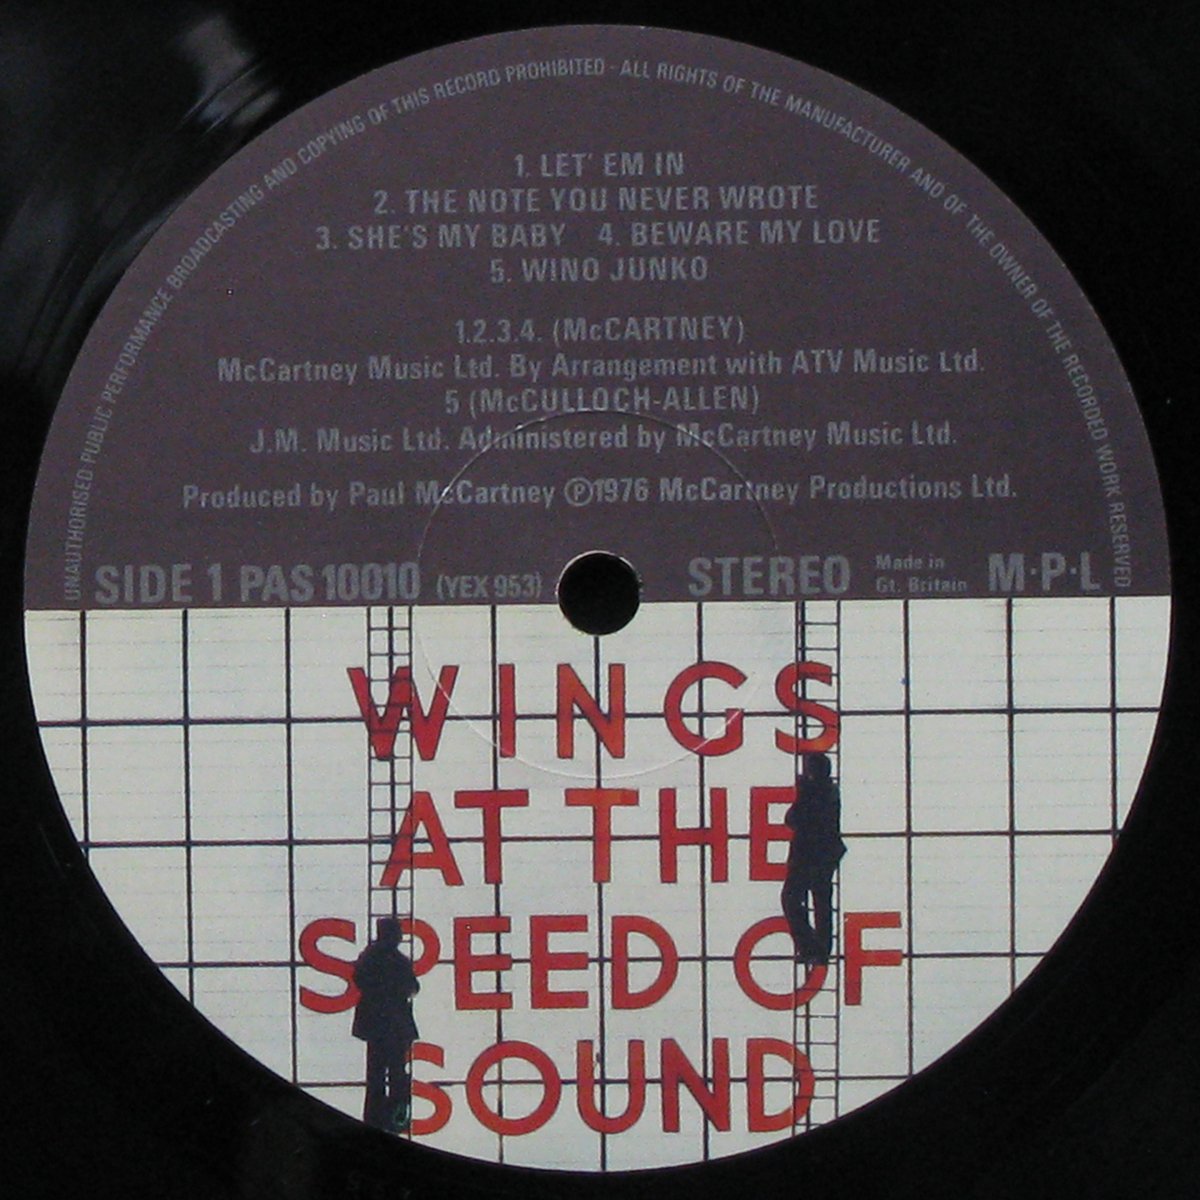 UNAUTHORISED PUBLIC PERFORMANCE BROADCASTING AND COPYING OF THIS RECORD PROHIBITED · ALL RIGHTS OF THE MANUFACTURER AND OF THE OWNER OF THE RECORDED WORK RESERVED
1. LET' EM IN
2. THE NOTE YOU NEVER WROTE
3. SHE'S MY BABY 4. BEWARE MY LOVE
5. WINO JUNKO
1.2.3.4. (McCARTNEY)
McCartney Music Ltd. By Arrangement with ATV Music Ltd.
5 (McCULLOCH-ALLEN)
J.M. Music Ltd. Administered by McCartney Music Ltd.
Produced by Paul McCartney ℗1976 McCartney Productions Ltd.
SIDE 1 PAS 10010 (YEX 953) STEREO Made in Gt. Britain M·P·L
WINGS
AT THE
SPEED OF
SOUND